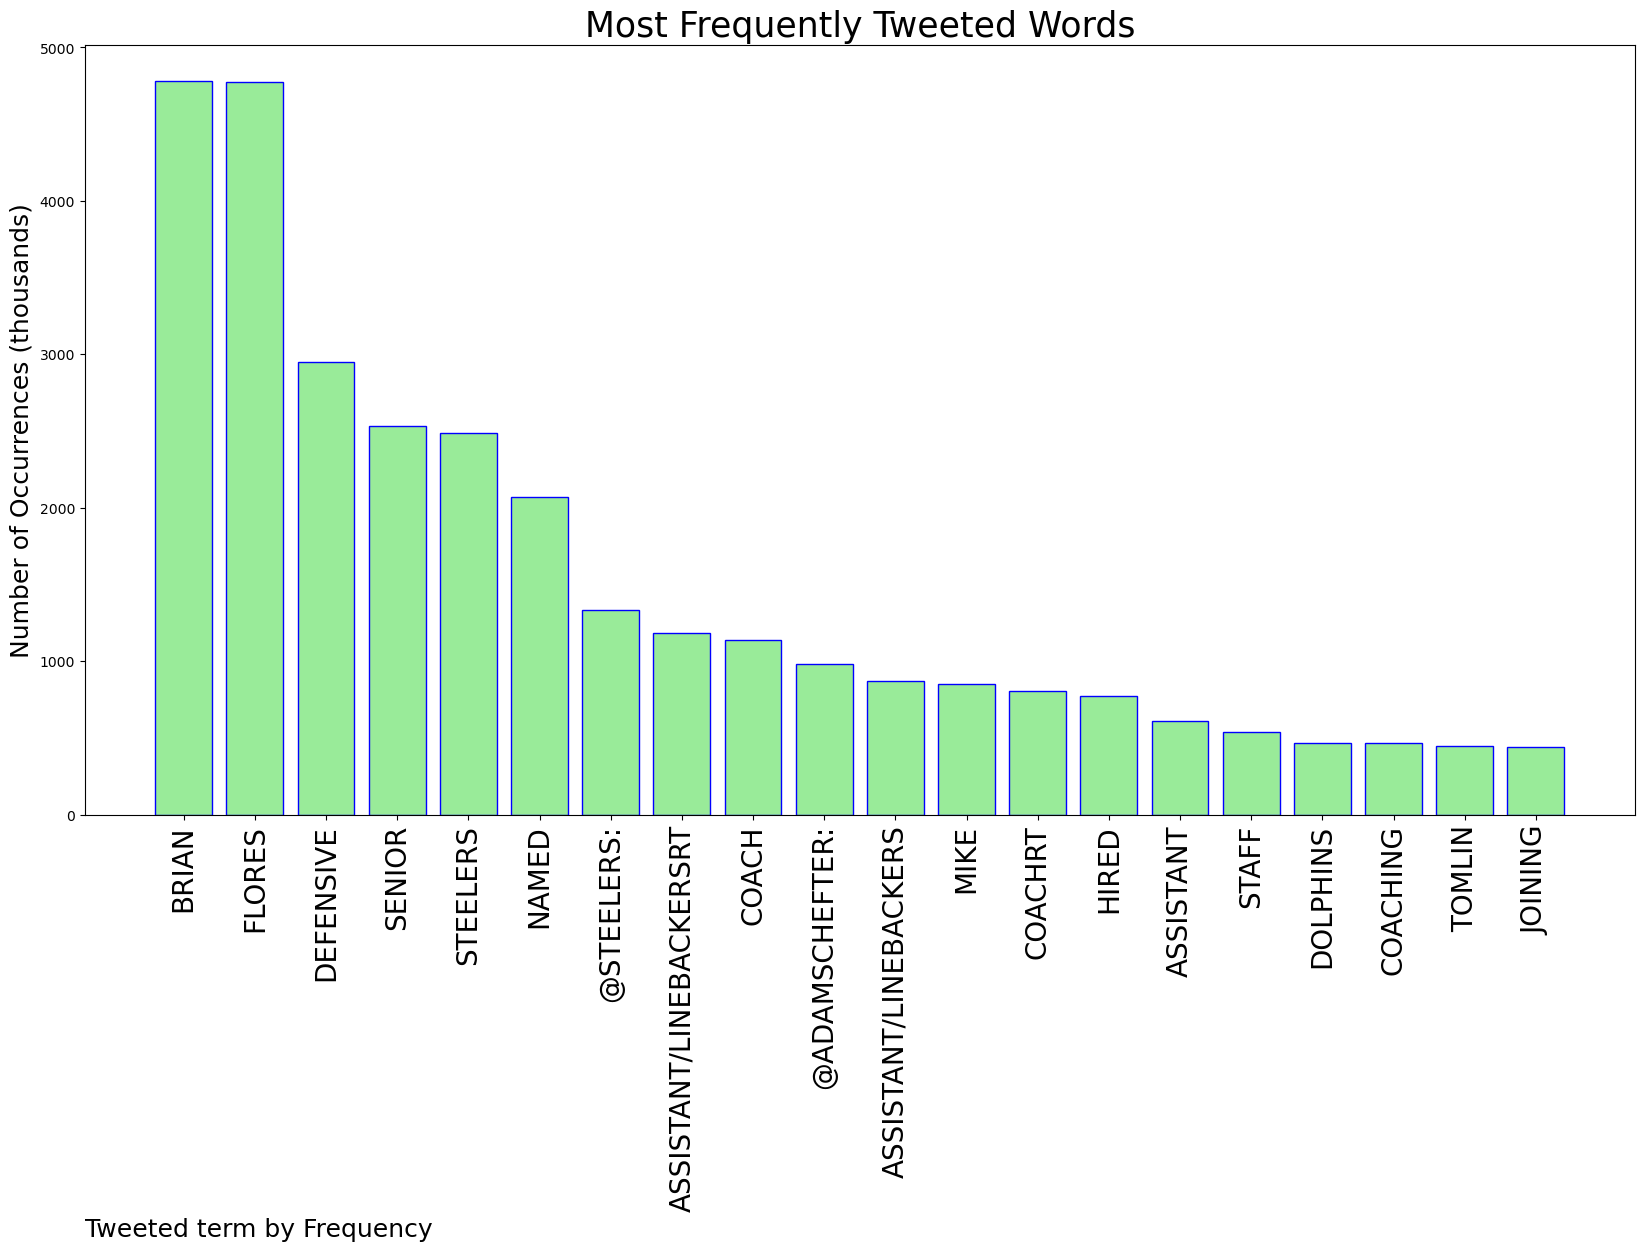 Most Frequently Tweeted Words
Number of Occurrences (thousands)
5000
4000
3000
2000
1000
0
BRIAN
FLORES
DEFENSIVE
SENIOR
STEELERS
NAMED
@STEELERS:
ASSISTANT/LINEBACKERSRT
COACH
@ADAMSCHEFTER:
ASSISTANT/LINEBACKERS
MIKE
COACHRT
HIRED
ASSISTANT
STAFF
DOLPHINS
COACHING
TOMLIN
JOINING
Tweeted term by Frequency